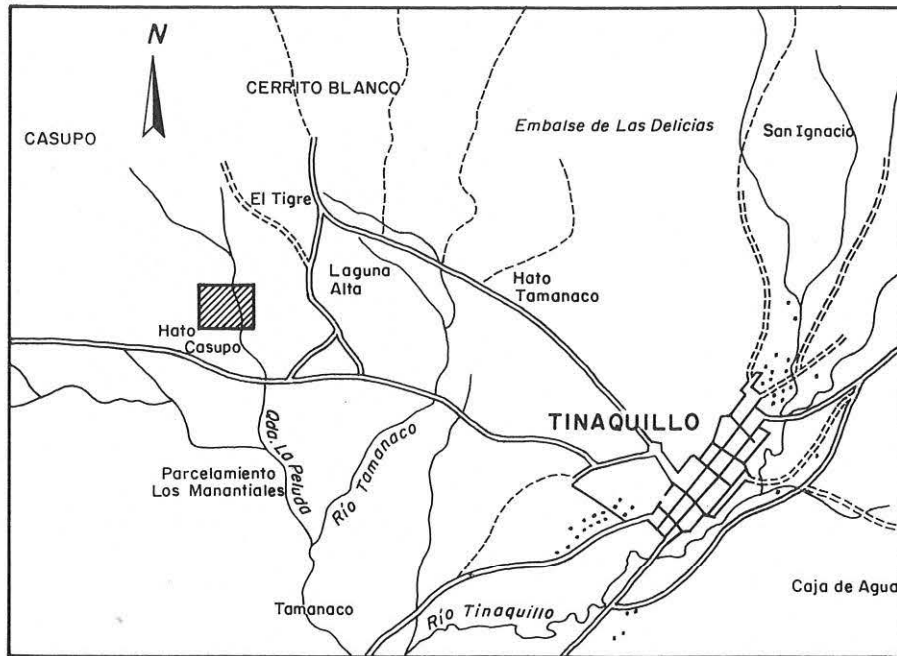 N
CERRITO BLANCO
CASUPO
Embalse de Las Delicias
San Ignacio
El Tigre
Laguna
Alta
Hato
Tamanaco
Hato
Casupo
TINAQUILLO
Qda. La Peluda
Río Tamanaco
Parcelamiento
Los Manantiales
Tamanaco
Río Tinaquillo
Caja de Agua